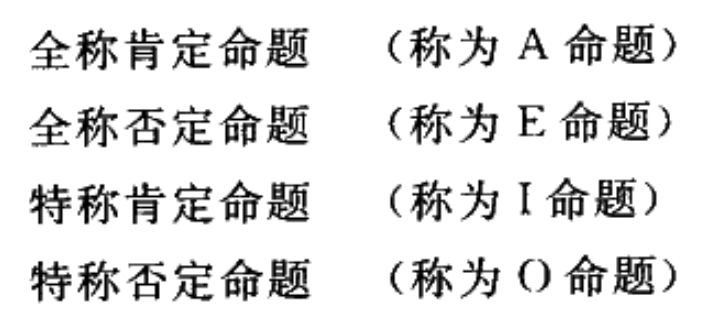 全称肯定命题 （称为 A 命题）
全称否定命题 （称为 E 命题）
特称肯定命题 （称为 I 命题）
特称否定命题 （称为 O 命题）